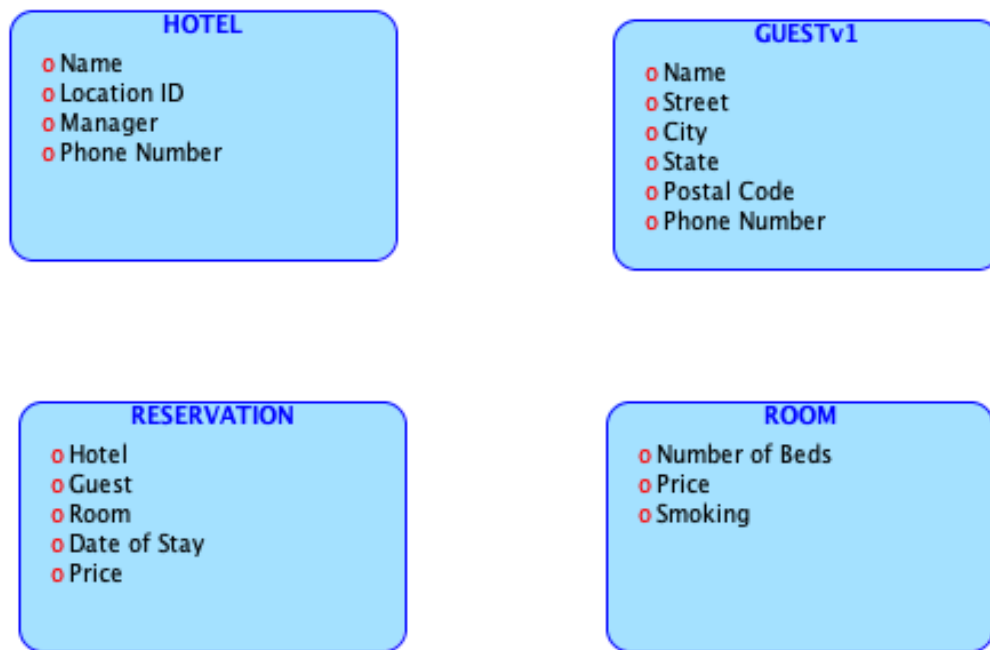 HOTEL
o Name
o Location ID
o Manager
o Phone Number
GUESTv1
o Name
o Street
o City
o State
o Postal Code
o Phone Number
RESERVATION
o Hotel
o Guest
o Room
o Date of Stay
o Price
ROOM
o Number of Beds
o Price
o Smoking